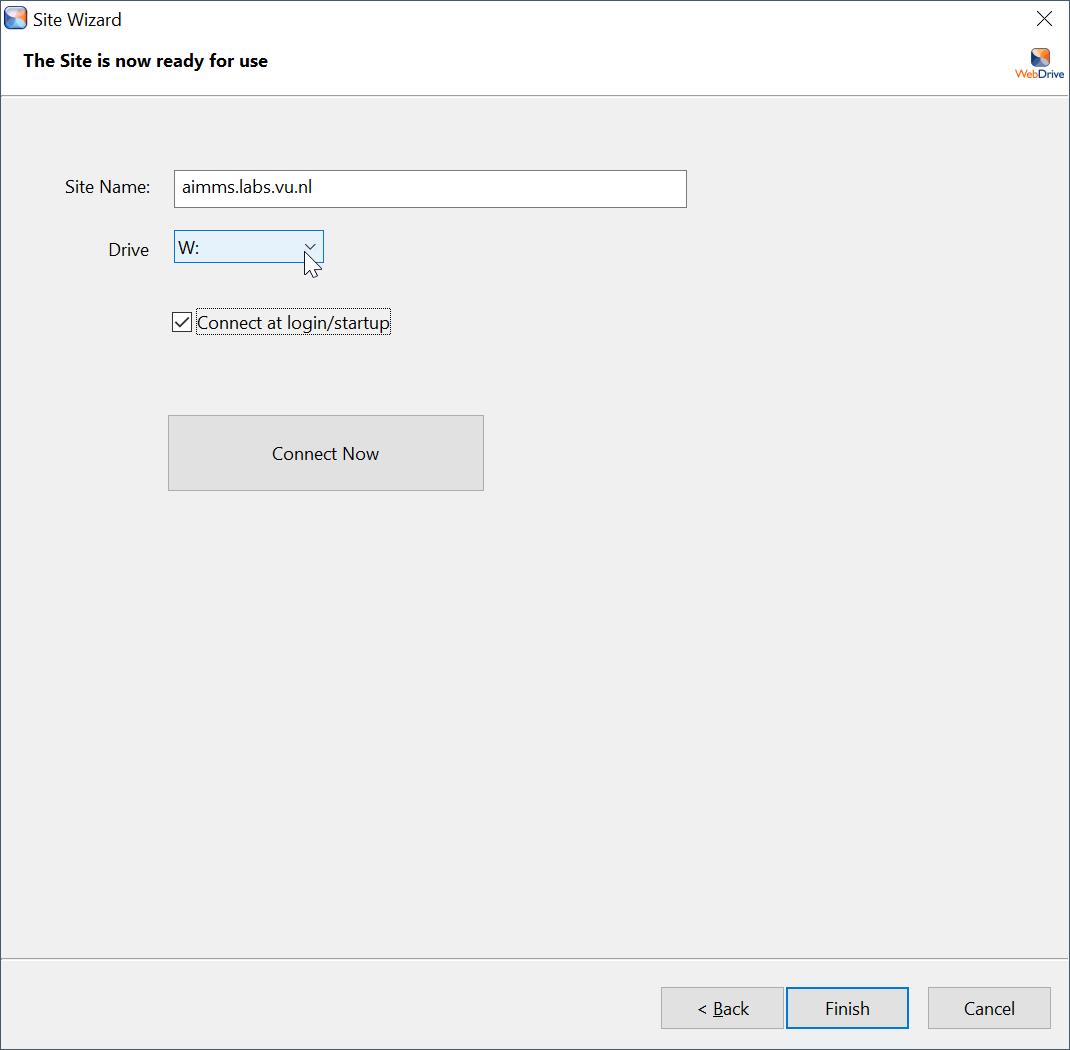 Site Wizard
The Site is now ready for use
WebDrive
Site Name: aimms.labs.vu.nl
Drive W:
Connect at login/startup
Connect Now
< Back Finish Cancel